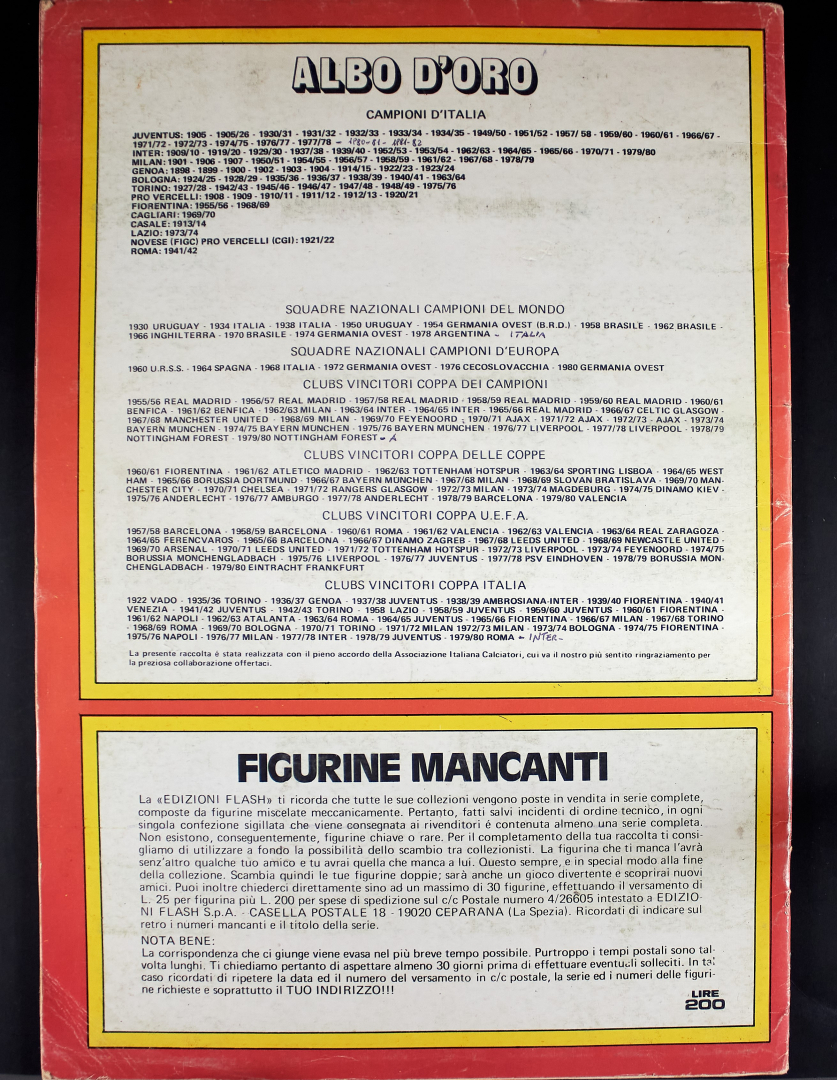 ALBO D'ORO
CAMPIONI D'ITALIA
JUVENTUS: 1905 - 1905/26 - 1930/31 - 1931/32 - 1932/33 - 1933/34 - 1934/35 - 1949/50 - 1951/52 - 1957/ 58 - 1959/60 - 1960/61 - 1966/67 -
1971/72 - 1972/73 - 1974/75 - 1976/77 - 1977/78 - 1980-81 - 1981-82
INTER: 1909/10 - 1919/20 - 1929/30 - 1937/38 - 1939/40 - 1952/53 - 1953/54 - 1962/63 - 1964/65 - 1965/66 - 1970/71 - 1979/80
MILAN: 1901 - 1906 - 1907 - 1950/51 - 1954/55 - 1956/57 - 1958/59 - 1961/62 - 1967/68 - 1978/79
GENOA: 1898 - 1899 - 1900 - 1902 - 1903 - 1904 - 1914/15 - 1922/23 - 1923/24
BOLOGNA: 1924/25 - 1928/29 - 1935/36 - 1936/37 - 1938/39 - 1940/41 - 1963/64
TORINO: 1927/28 - 1942/43 - 1945/46 - 1946/47 - 1947/48 - 1948/49 - 1975/76
PRO VERCELLI: 1908 - 1909 - 1910/11 - 1911/12 - 1912/13 - 1920/21
FIORENTINA: 1955/56 - 1968/69
CAGLIARI: 1969/70
CASALE: 1913/14
LAZIO: 1973/74
NOVESE (FIGC) PRO VERCELLI (CGI): 1921/22
ROMA: 1941/42
SQUADRE NAZIONALI CAMPIONI DEL MONDO
1930 URUGUAY - 1934 ITALIA - 1938 ITALIA - 1950 URUGUAY - 1954 GERMANIA OVEST (B.R.D.) - 1958 BRASILE - 1962 BRASILE -
1966 INGHILTERRA - 1970 BRASILE - 1974 GERMANIA OVEST - 1978 ARGENTINA - ITALIA
SQUADRE NAZIONALI CAMPIONI D'EUROPA
1960 U.R.S.S. - 1964 SPAGNA - 1968 ITALIA - 1972 GERMANIA OVEST - 1976 CECOSLOVACCHIA - 1980 GERMANIA OVEST
CLUBS VINCITORI COPPA DEI CAMPIONI
1955/56 REAL MADRID - 1956/57 REAL MADRID - 1957/58 REAL MADRID - 1958/59 REAL MADRID - 1959/60 REAL MADRID - 1960/61
BENFICA - 1961/62 BENFICA - 1962/63 MILAN - 1963/64 INTER - 1964/65 INTER - 1965/66 REAL MADRID - 1966/67 CELTIC GLASGOW -
1967/68 MANCHESTER UNITED - 1968/69 MILAN - 1969/70 FEYENOORD - 1970/71 AJAX - 1971/72 AJAX - 1972/73 - AJAX - 1973/74
BAYERN MÜNCHEN - 1974/75 BAYERN MÜNCHEN - 1975/76 BAYERN MÜNCHEN - 1976/77 LIVERPOOL - 1977/78 LIVERPOOL - 1978/79
NOTTINGHAM FOREST - 1979/80 NOTTINGHAM FOREST -
CLUBS VINCITORI COPPA DELLE COPPE
1960/61 FIORENTINA - 1961/62 ATLETICO MADRID - 1962/63 TOTTENHAM HOTSPUR - 1963/64 SPORTING LISBOA - 1964/65 WEST
HAM - 1965/66 BORUSSIA DORTMUND - 1966/67 BAYERN MÜNCHEN - 1967/68 MILAN - 1968/69 SLOVAN BRATISLAVA - 1969/70 MAN-
CHESTER CITY - 1970/71 CHELSEA - 1971/72 RANGERS GLASGOW - 1972/73 MILAN - 1973/74 MAGDEBURG - 1974/75 DINAMO KIEV -
1975/76 ANDERLECHT - 1976/77 AMBURGO - 1977/78 ANDERLECHT - 1978/79 BARCELONA - 1979/80 VALENCIA
CLUBS VINCITORI COPPA U.E.F.A.
1957/58 BARCELONA - 1958/59 BARCELONA - 1960/61 ROMA - 1961/62 VALENCIA - 1962/63 VALENCIA - 1963/64 REAL ZARAGOZA -
1964/65 FERENCVAROS - 1965/66 BARCELONA - 1966/67 DINAMO ZAGREB - 1967/68 LEEDS UNITED - 1968/69 NEWCASTLE UNITED -
1969/70 ARSENAL - 1970/71 LEEDS UNITED - 1971/72 TOTTENHAM HOTSPUR - 1972/73 LIVERPOOL - 1973/74 FEYENOORD - 1974/75
BORUSSIA MÖNCHENGLADBACH - 1975/76 LIVERPOOL - 1976/77 JUVENTUS - 1977/78 PSV EINDHOVEN - 1978/79 BORUSSIA MÖN-
CHENGLADBACH - 1979/80 EINTRACHT FRANKFURT
CLUBS VINCITORI COPPA ITALIA
1922 VADO - 1935/36 TORINO - 1936/37 GENOA - 1937/38 JUVENTUS - 1938/39 AMBROSIANA-INTER - 1939/40 FIORENTINA - 1940/41
VENEZIA - 1941/42 JUVENTUS - 1942/43 TORINO - 1958 LAZIO - 1958/59 JUVENTUS - 1959/60 JUVENTUS - 1960/61 FIORENTINA -
1961/62 NAPOLI - 1962/63 ATALANTA - 1963/64 ROMA - 1964/65 JUVENTUS - 1965/66 FIORENTINA - 1966/67 MILAN - 1967/68 TORINO
- 1968/69 ROMA - 1969/70 BOLOGNA - 1970/71 TORINO - 1971/72 MILAN 1972/73 MILAN - 1973/74 BOLOGNA - 1974/75 FIORENTINA -
1975/76 NAPOLI - 1976/77 MILAN - 1977/78 INTER - 1978/79 JUVENTUS - 1979/80 ROMA - INTER -
La presente raccolta é stata realizzata con il pieno accordo della Associazione Italiana Calciatori, cui va il nostro più sentito ringraziamento per
la preziosa collaborazione offertaci.
FIGURINE MANCANTI
La «EDIZIONI FLASH» ti ricorda che tutte le sue collezioni vengono poste in vendita in serie complete,
composte da figurine miscelate meccanicamente. Pertanto, fatti salvi incidenti di ordine tecnico, in ogni
singola confezione sigillata che viene consegnata ai rivenditori é contenuta almeno una serie completa.
Non esistono, conseguentemente, figurine chiave o rare. Per il completamento della tua raccolta ti consi-
gliamo di utilizzare a fondo la possibilità dello scambio tra collezionisti. La figurina che ti manca l'avrà
senz'altro qualche tuo amico e tu avrai quella che manca a lui. Questo sempre, e in special modo alla fine
della collezione. Scambia quindi le tue figurine doppie; sarà anche un gioco divertente e scoprirai nuovi
amici. Puoi inoltre chiederci direttamente sino ad un massimo di 30 figurine, effettuando il versamento di
L. 25 per figurina più L. 200 per spese di spedizione sul c/c Postale numero 4/26605 intestato a EDIZIO-
NI FLASH S.p.A. - CASELLA POSTALE 18 - 19020 CEPARANA (La Spezia). Ricordati di indicare sul
retro i numeri mancanti e il titolo della serie.
NOTA BENE:
La corrispondenza che ci giunge viene evasa nel più breve tempo possibile. Purtroppo i tempi postali sono tal-
volta lunghi. Ti chiediamo pertanto di aspettare almeno 30 giorni prima di effettuare eventuali solleciti. In tal
caso ricordati di ripetere la data ed il numero del versamento in c/c postale, la serie ed i numeri delle figuri-
ne richieste e soprattutto il TUO INDIRIZZO!!!
LIRE
200